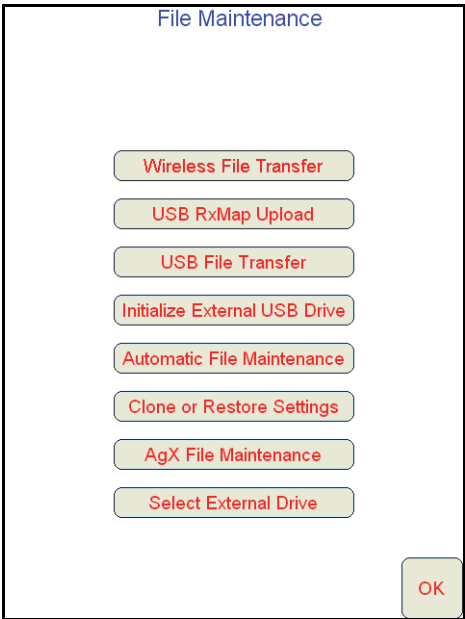 File Maintenance
Wireless File Transfer
USB RxMap Upload
USB File Transfer
Initialize External USB Drive
Automatic File Maintenance
Clone or Restore Settings
AgX File Maintenance
Select External Drive
OK